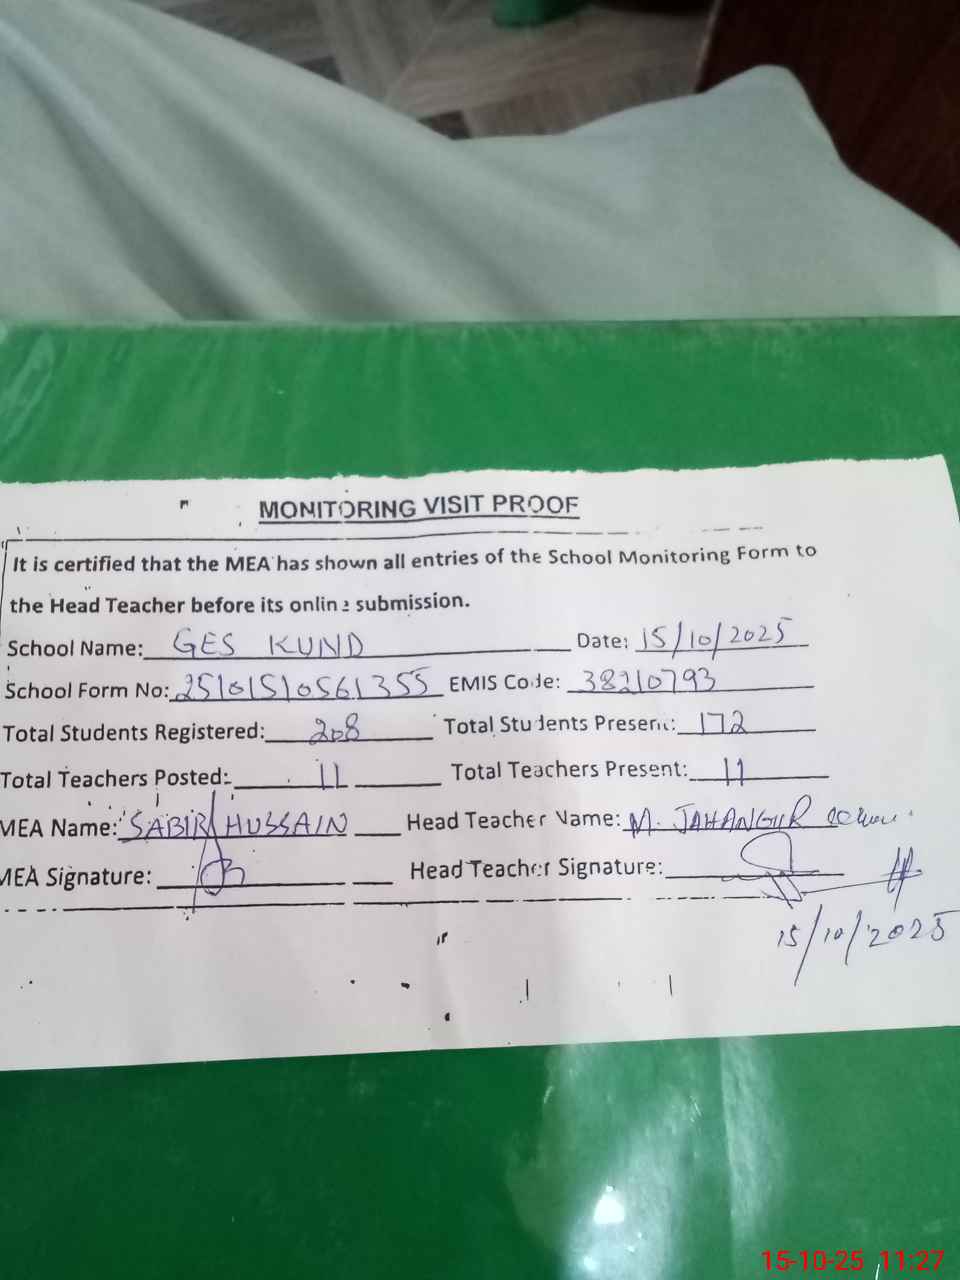 MONITORING VISIT PROOF
It is certified that the MEA has shown all entries of the School Monitoring Form to
the Head Teacher before its online submission.
School Name: GES KUND Date: 15/10/2025
School Form No: 25101510561355 EMIS Code: 38210793
Total Students Registered: 208 Total Students Present: 172
Total Teachers Posted: 11 Total Teachers Present: 11
MEA Name: SABIR HUSSAIN Head Teacher Name: M. JAHANGIR
MEA Signature: Head Teacher Signature:
15/10/2025
15-10-25 11:27